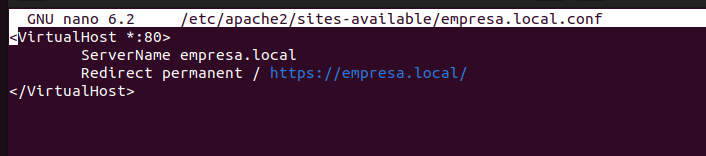 GNU nano 6.2 /etc/apache2/sites-available/empresa.local.conf
<VirtualHost *:80>
ServerName empresa.local
Redirect permanent / https://empresa.local/
</VirtualHost>